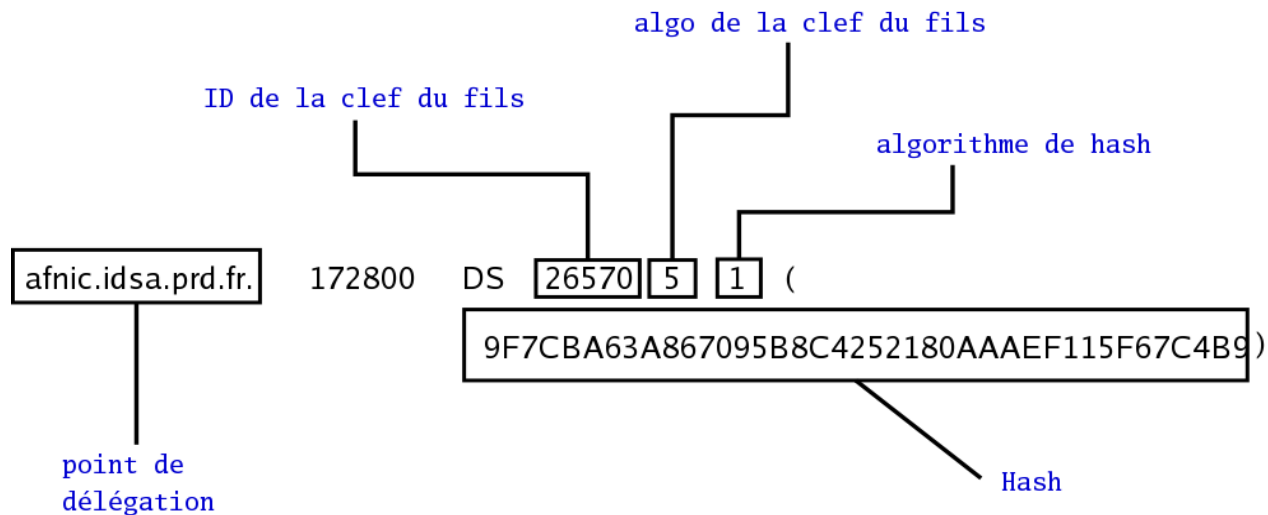 algo de la clef du fils
ID de la clef du fils
algorithme de hash
afnic.idsa.prd.fr. 172800 DS 26570 5 1 (
9F7CBA63A867095B8C4252180AAAEF115F67C4B9)
point de
délégation
Hash